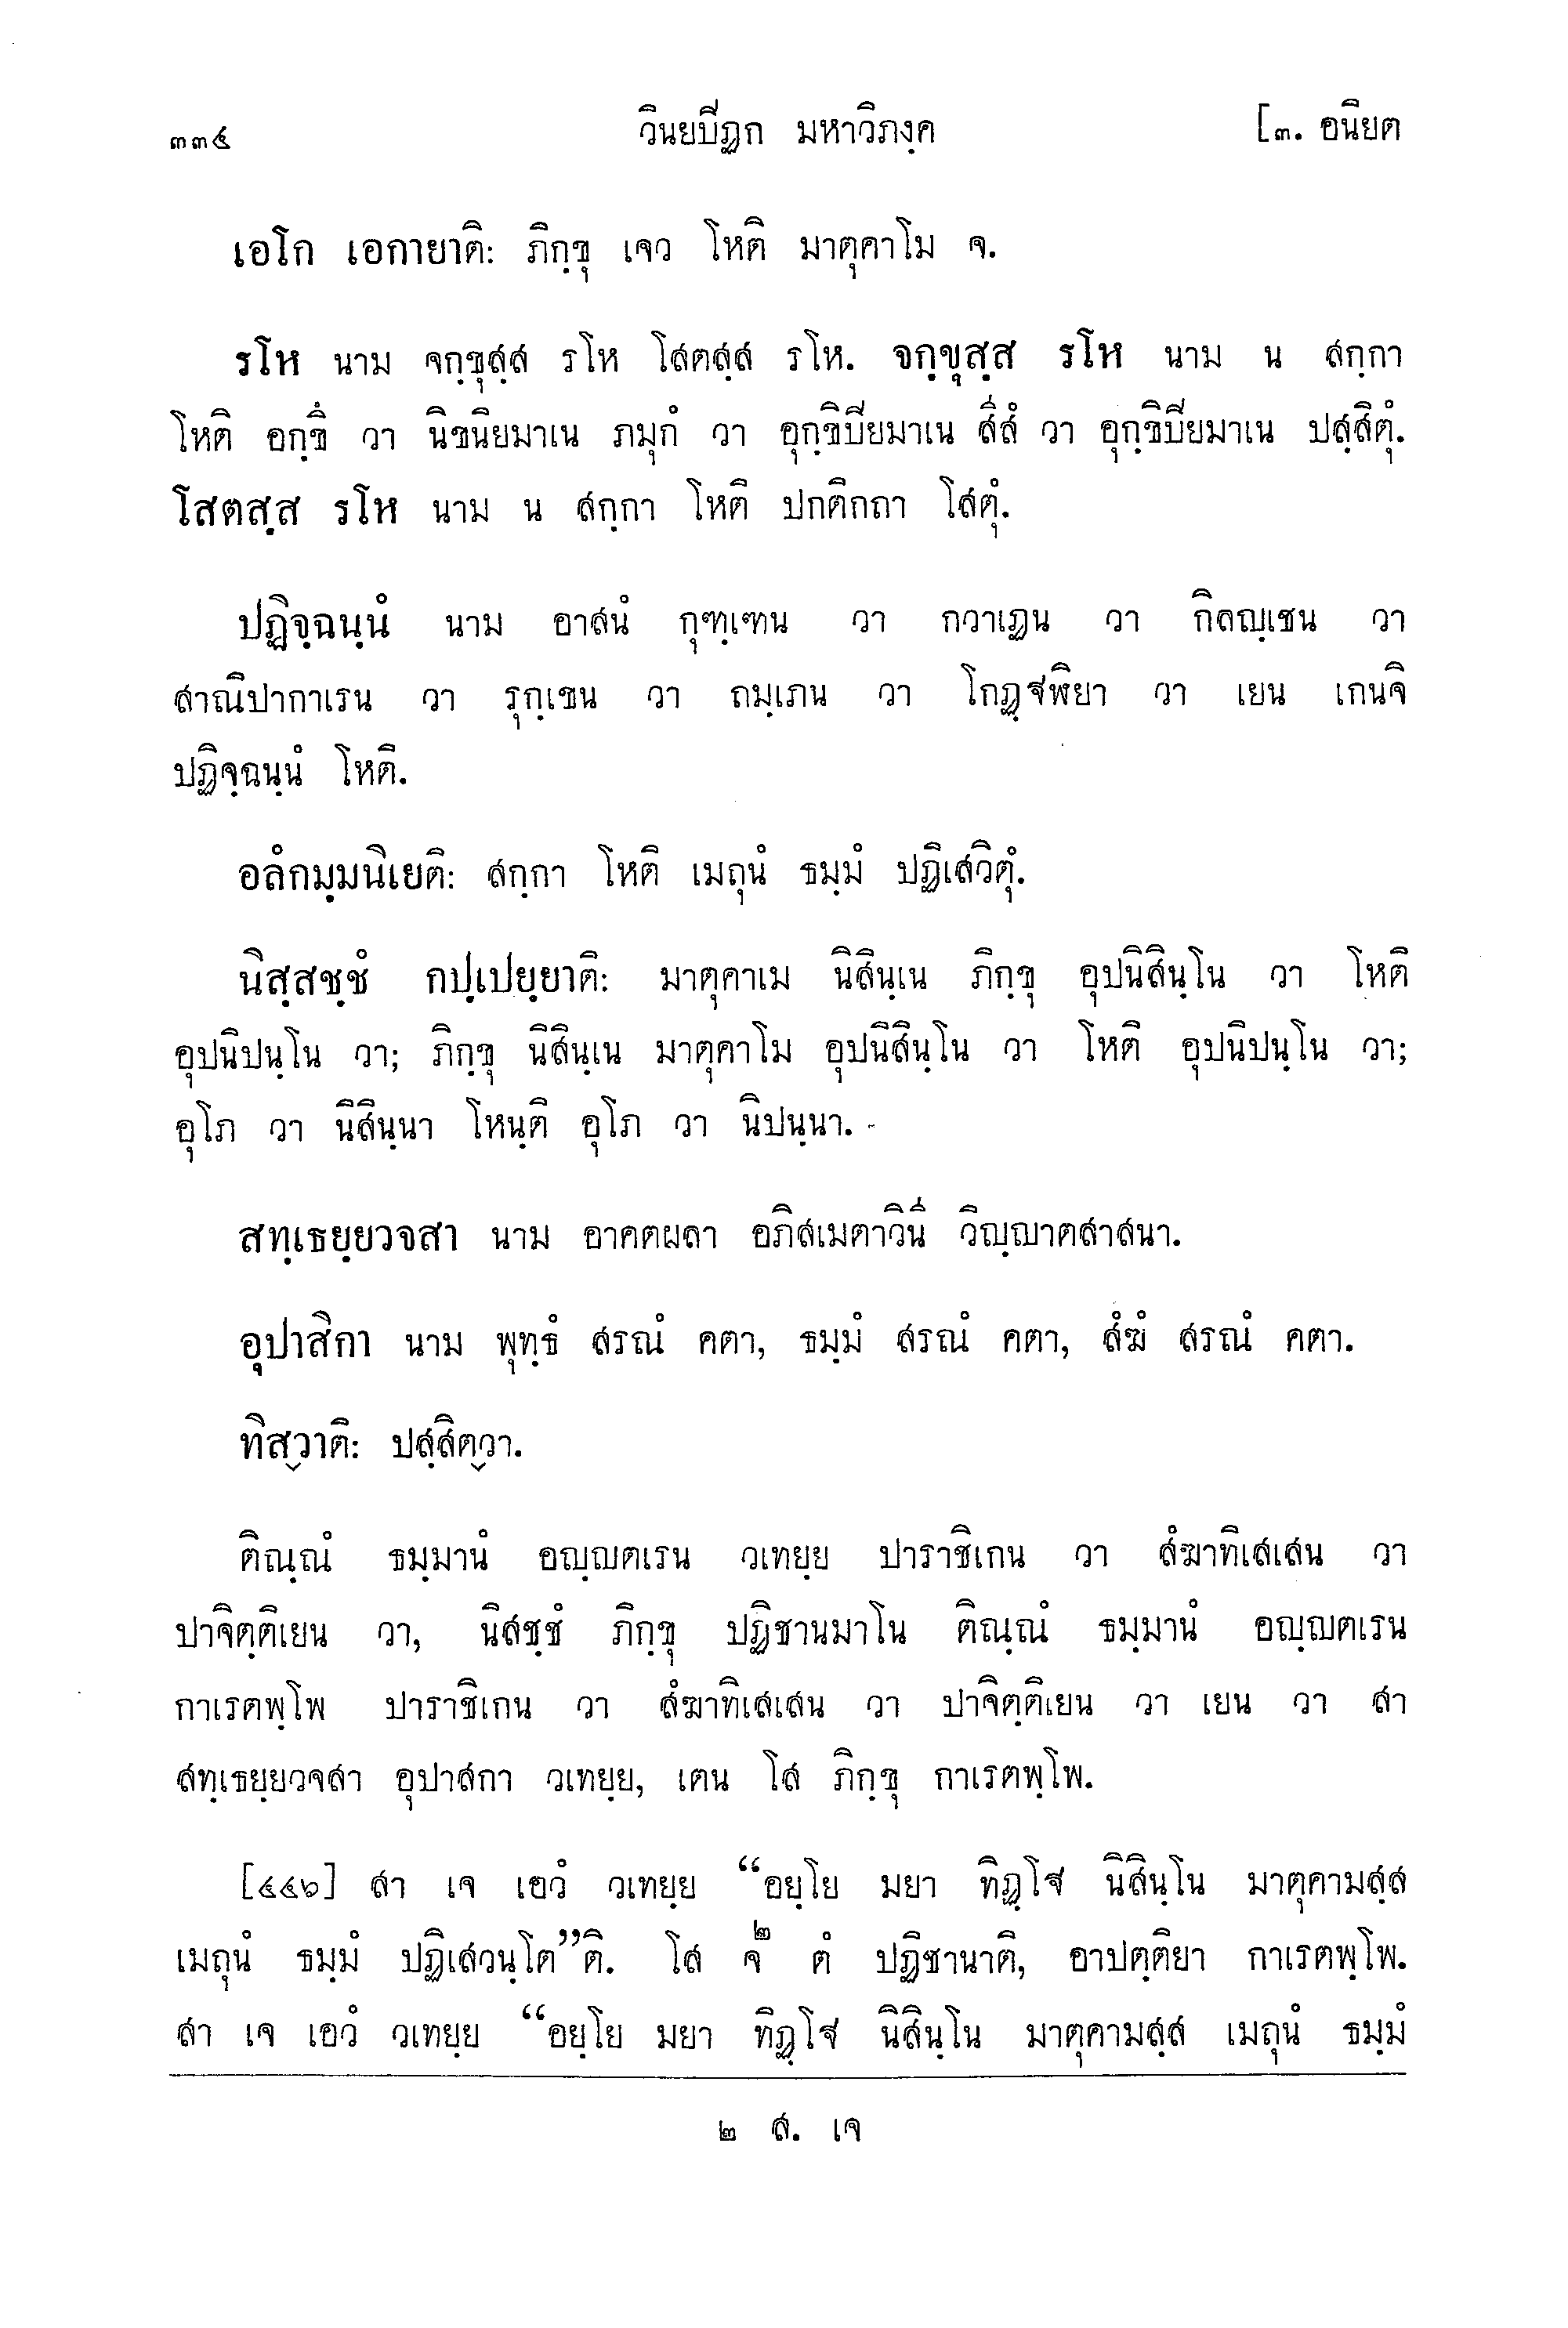 ๓๓๔ วินยปิฏก มหาวิภงฺค [๓. อนิยต
เอโก เอกายาติ: ภิกฺขุ เจว โหติ มาตุคาโม จ.
รโห นาม จกฺขุสฺส รโห โสตสฺส รโห. จกฺขุสฺส รโห นาม น สกฺกา
โหติ อกฺขึ วา นิขนิยมาเน ภมุกํ วา อุกฺขิปียมาเน สีสํ วา อุกฺขิปียมาเน ปสฺสิตุํ.
โสตสฺส รโห นาม น สกฺกา โหติ ปกติกถา โสตุํ.
ปฏิจฺฉนฺนํ นาม อาสนํ กุฑฺเฑน วา กวาเฏน วา กิลญฺเชน วา
สาณิปากาเรน วา รุกฺเขน วา ถมฺเภน วา โกฏฺฐฬิยา วา เยน เกนจิ
ปฏิจฺฉนฺนํ โหติ.
อลํกมฺมนิเยติ: สกฺกา โหติ เมถุนํ ธมฺมํ ปฏิเสวิตุํ.
นิสฺสชฺชํ กปฺเปยฺยาติ: มาตุคาเม นิสินฺเน ภิกฺขุ อุปนิสินฺโน วา โหติ
อุปนิปนฺโน วา; ภิกฺขุ นิสินฺเน มาตุคาโม อุปนิสินฺโน วา โหติ อุปนิปนฺโน วา;
อุโภ วา นิสินฺนา โหนฺติ อุโภ วา นิปนฺนา.
สทฺเธยฺยวจสา นาม อาคตผลา อภิสเมตาวินี วิญฺญาตสาสนา.
อุปาสิกา นาม พุทฺธํ สรณํ คตา, ธมฺมํ สรณํ คตา, สํฆํ สรณํ คตา.
ทิสฺวาติ: ปสฺสิตฺวา.
ติณฺณํ ธมฺมานํ อญฺญตเรน วเทยฺย ปาราชิเกน วา สํฆาทิเสเสน วา
ปาจิตฺติเยน วา, นิสชฺชํ ภิกฺขุ ปฏิชานมาโน ติณฺณํ ธมฺมานํ อญฺญตเรน
กาเรตพฺโพ ปาราชิเกน วา สํฆาทิเสเสน วา ปาจิตฺติเยน วา เยน วา สา
สทฺเธยฺยวจสา อุปาสกา วเทยฺย, เตน โส ภิกฺขุ กาเรตพฺโพ.
[๔๔๖] สา เจ เอวํ วเทยฺย “อยฺโย มยา ทิฏฺโฐ นิสินฺโน มาตุคามสฺส
เมถุนํ ธมฺมํ ปฏิเสวนฺโต”ติ. โส จ๒ ตํ ปฏิชานาติ, อาปตฺติยา กาเรตพฺโพ.
สา เจ เอวํ วเทยฺย “อยฺโย มยา ทิฏฺโฐ นิสินฺโน มาตุคามสฺส เมถุนํ ธมฺมํ
๒ ส. เจ